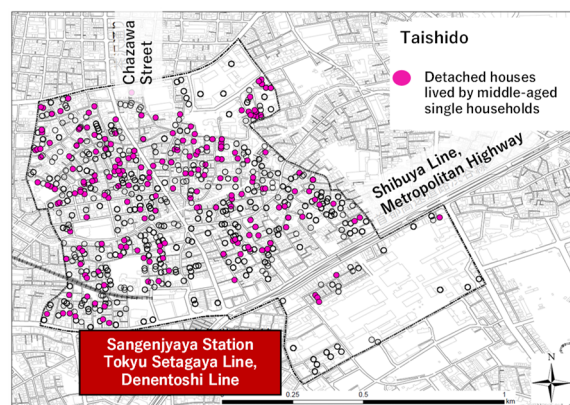 Taishido
Detached houses
lived by middle-aged
single households
Chazawa
Street
Shibuya Line,
Metropolitan Highway
Sangenjyaya Station
Tokyu Setagaya Line,
Denentoshi Line
N
0.25
0.5
1
km